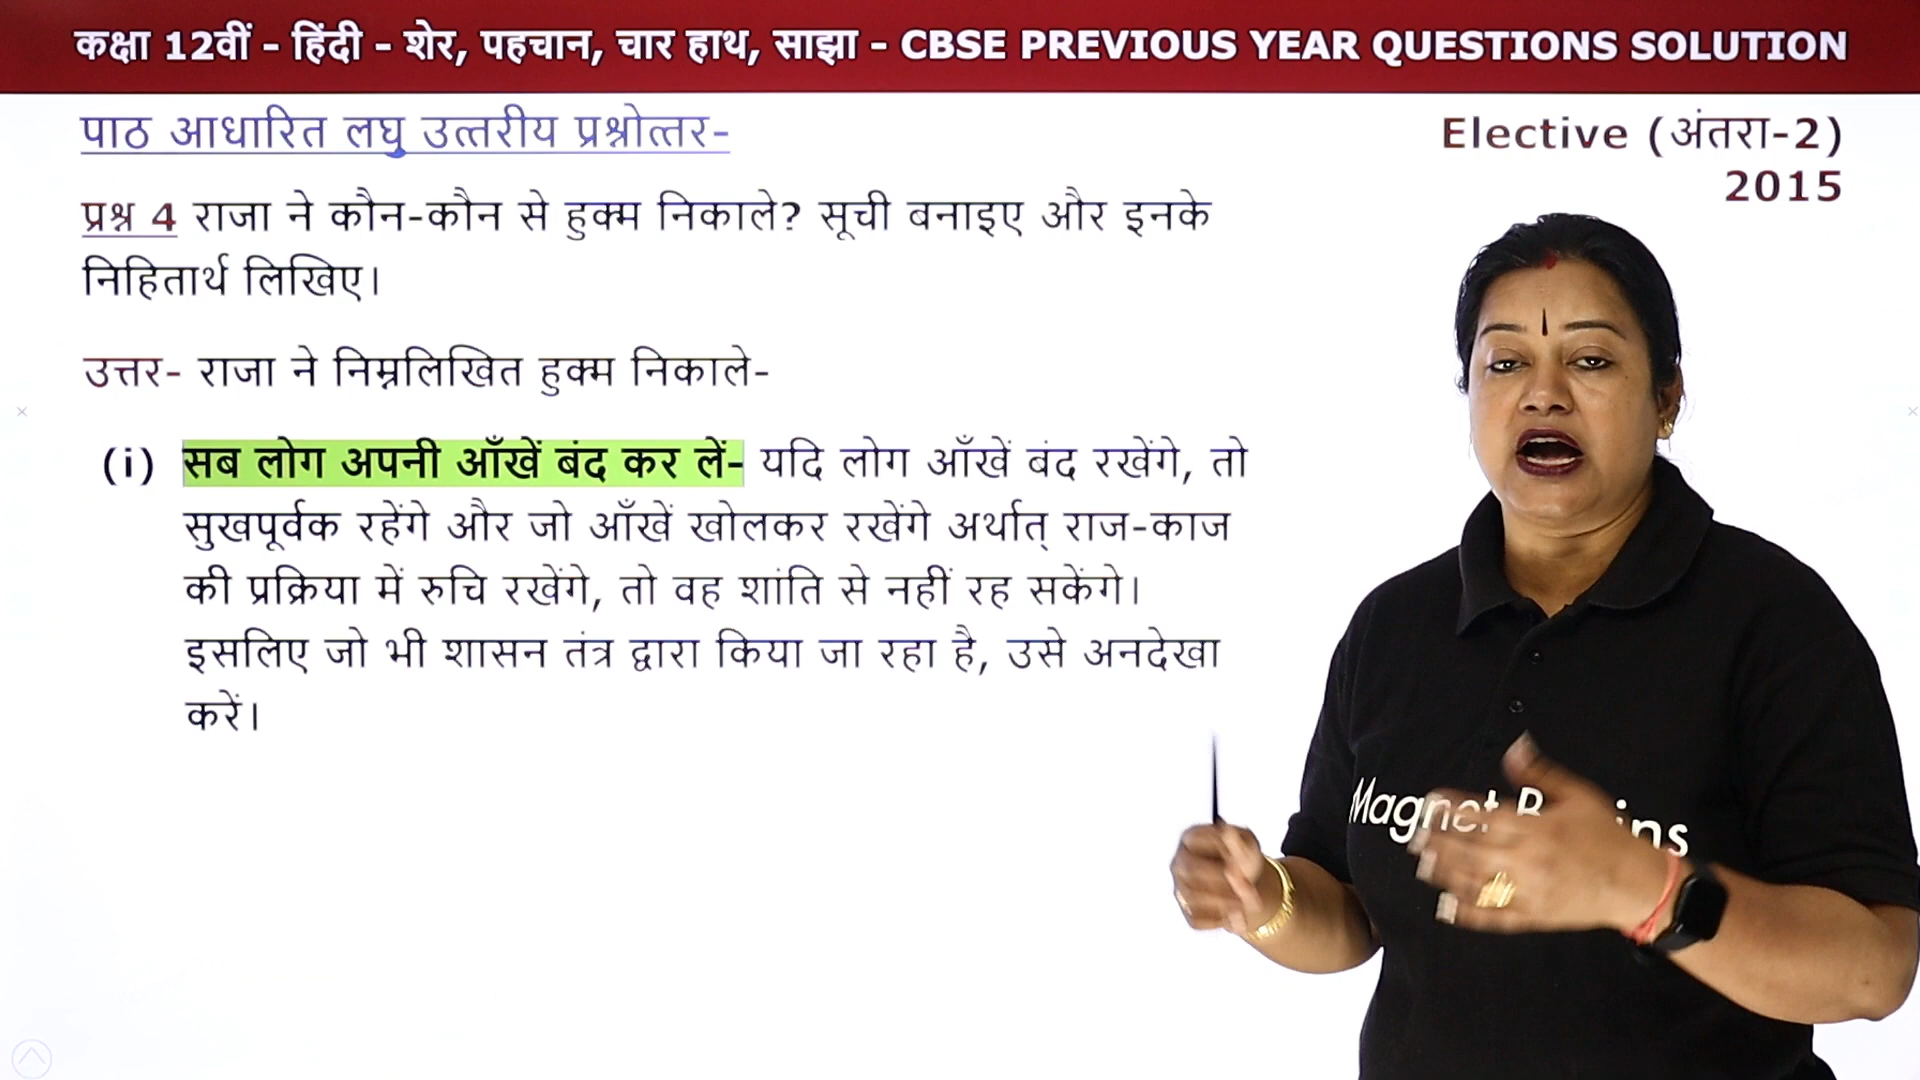 कक्षा 12वीं - हिंदी - शेर, पहचान, चार हाथ, साझा - CBSE PREVIOUS YEAR QUESTIONS SOLUTION
पाठ आधारित लघु उत्तरीय प्रश्नोत्तर-
Elective (अंतरा-2)
2015
प्रश्न 4 राजा ने कौन-कौन से हुक्म निकाले? सूची बनाइए और इनके
निहितार्थ लिखिए।
उत्तर- राजा ने निम्नलिखित हुक्म निकाले-
(i) सब लोग अपनी आँखें बंद कर लें- यदि लोग आँखें बंद रखेंगे, तो
सुखपूर्वक रहेंगे और जो आँखें खोलकर रखेंगे अर्थात् राज-काज
की प्रक्रिया में रुचि रखेंगे, तो वह शांति से नहीं रह सकेंगे।
इसलिए जो भी शासन तंत्र द्वारा किया जा रहा है, उसे अनदेखा
करें।